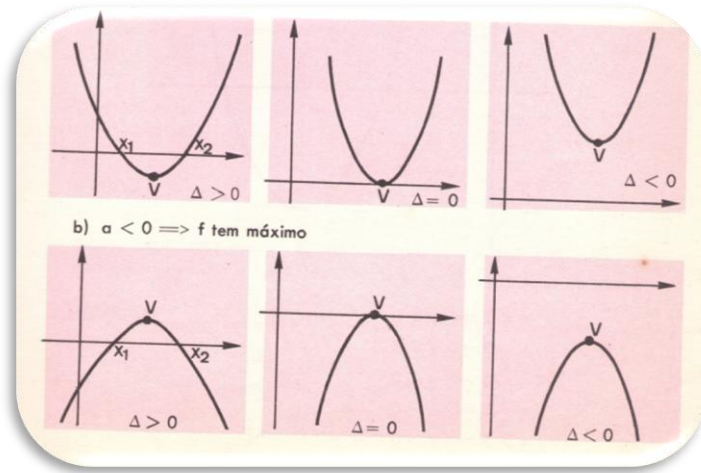 X1 X2
V Δ > 0
V Δ = 0
V
Δ < 0
b) a < 0 => f tem máximo
V
X1 X2
Δ > 0
V
Δ = 0
V
Δ < 0